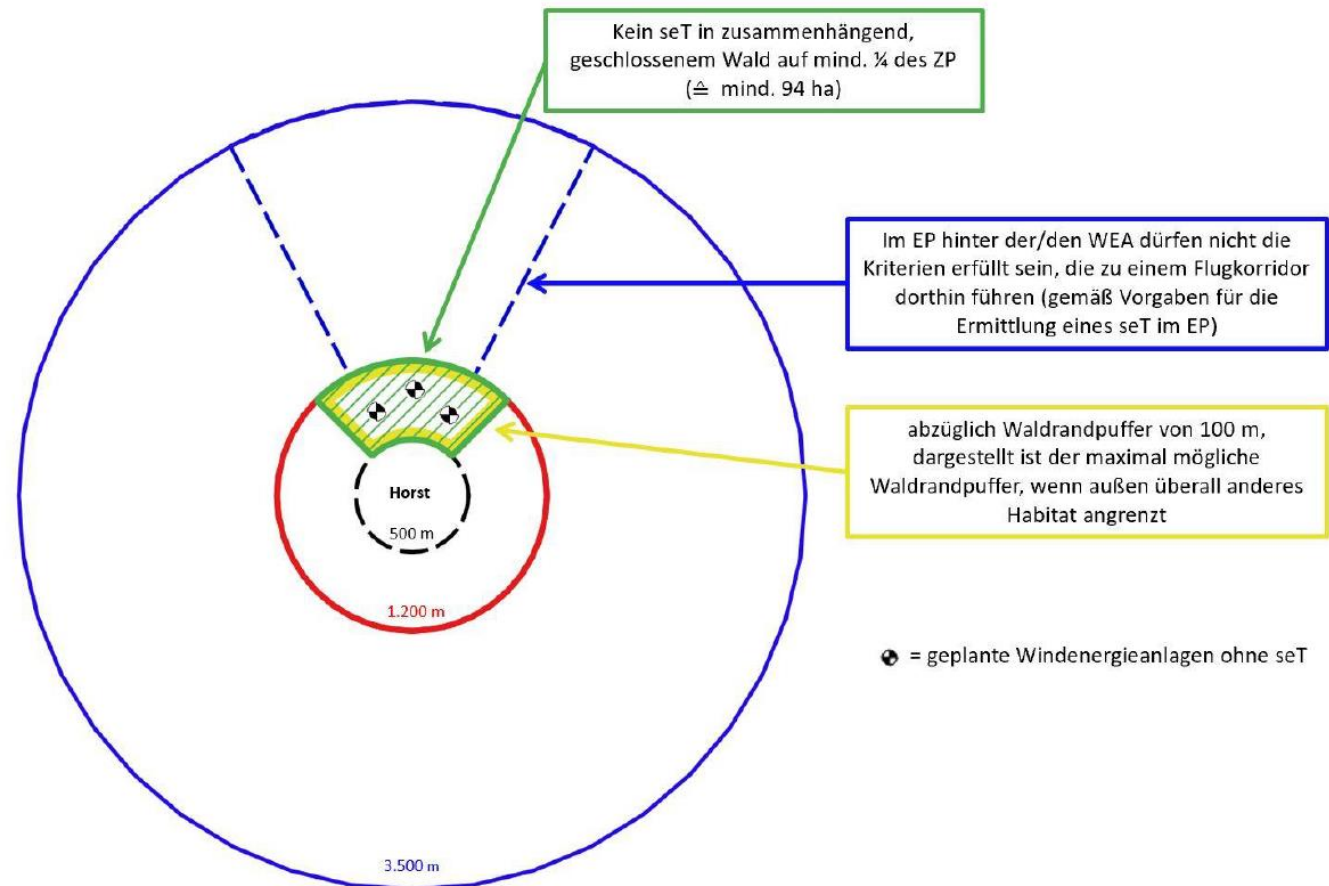 Kein seT in zusammenhängend,
geschlossenem Wald auf mind. ¼ des ZP
(≙ mind. 94 ha)
Im EP hinter der/den WEA dürfen nicht die
Kriterien erfüllt sein, die zu einem Flugkorridor
dorthin führen (gemäß Vorgaben für die
Ermittlung eines seT im EP)
abzüglich Waldrandpuffer von 100 m,
dargestellt ist der maximal mögliche
Waldrandpuffer, wenn außen überall anderes
Habitat angrenzt
Horst
500 m
1.200 m
= geplante Windenergieanlagen ohne seT
3.500 m